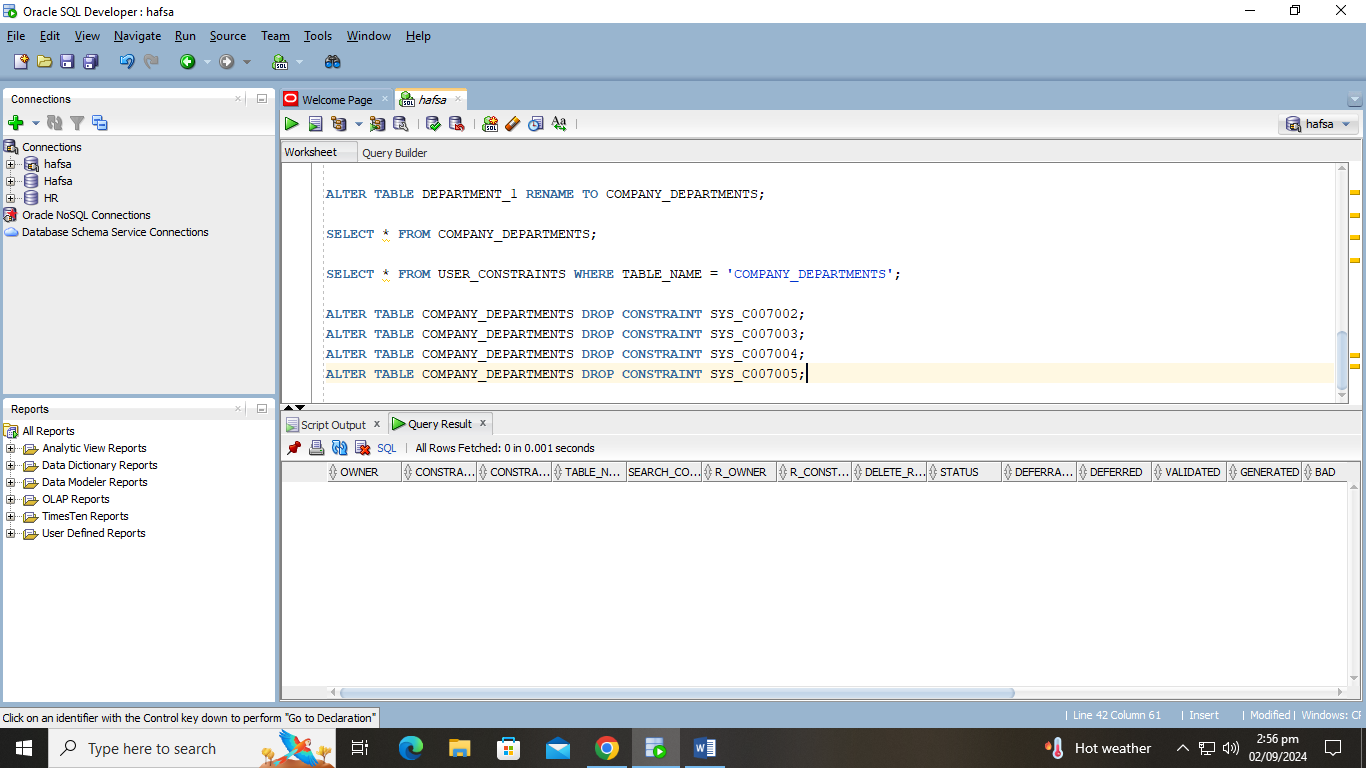 Oracle SQL Developer : hafsa
File Edit View Navigate Run Source Team Tools Window Help
Connections
Connections
hafsa
Hafsa
HR
Oracle NoSQL Connections
Database Schema Service Connections
Reports
All Reports
Analytic View Reports
Data Dictionary Reports
Data Modeler Reports
OLAP Reports
TimesTen Reports
User Defined Reports
Welcome Page hafsa
hafsa
Worksheet Query Builder
ALTER TABLE DEPARTMENT_1 RENAME TO COMPANY_DEPARTMENTS;
SELECT * FROM COMPANY_DEPARTMENTS;
SELECT * FROM USER_CONSTRAINTS WHERE TABLE_NAME = 'COMPANY_DEPARTMENTS';
ALTER TABLE COMPANY_DEPARTMENTS DROP CONSTRAINT SYS_C007002;
ALTER TABLE COMPANY_DEPARTMENTS DROP CONSTRAINT SYS_C007003;
ALTER TABLE COMPANY_DEPARTMENTS DROP CONSTRAINT SYS_C007004;
ALTER TABLE COMPANY_DEPARTMENTS DROP CONSTRAINT SYS_C007005;
Script Output x Query Result x
SQL | All Rows Fetched: 0 in 0.001 seconds
OWNER CONSTRA... CONSTRA... TABLE_N... SEARCH_CO... R_OWNER R_CONST... DELETE_R... STATUS DEFERRA... DEFERRED VALIDATED GENERATED BAD
Click on an identifier with the Control key down to perform "Go to Declaration"
| Line 42 Column 61 | Insert | Modified | Windows: CF
Type here to search
Hot weather
2:56 pm
02/09/2024